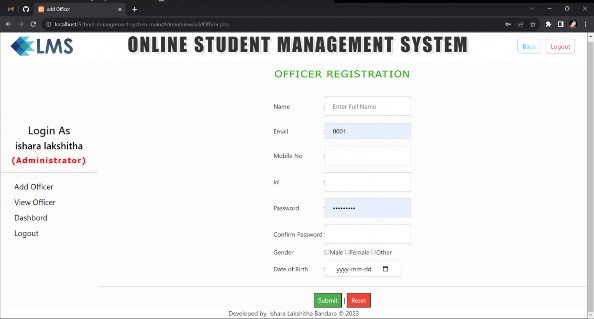 add Officer
localhost/School-management-system-main/Admin/view/addOfficer.php
LMS
ONLINE STUDENT MANAGEMENT SYSTEM
Back
Logout
OFFICER REGISTRATION
Name : Enter Full Name
Login As
Email : 0001
ishara lakshitha
(Administrator)
Mobile No :
Id :
Add Officer
View Officer
Password : •••••••••
Dashbord
Logout
Confirm Password:
Gender : Male Female Other
Date of Birth : yyyy-mm-dd
Submit | Reset
Developed by, Ishara Lakshitha Bandara © 2023